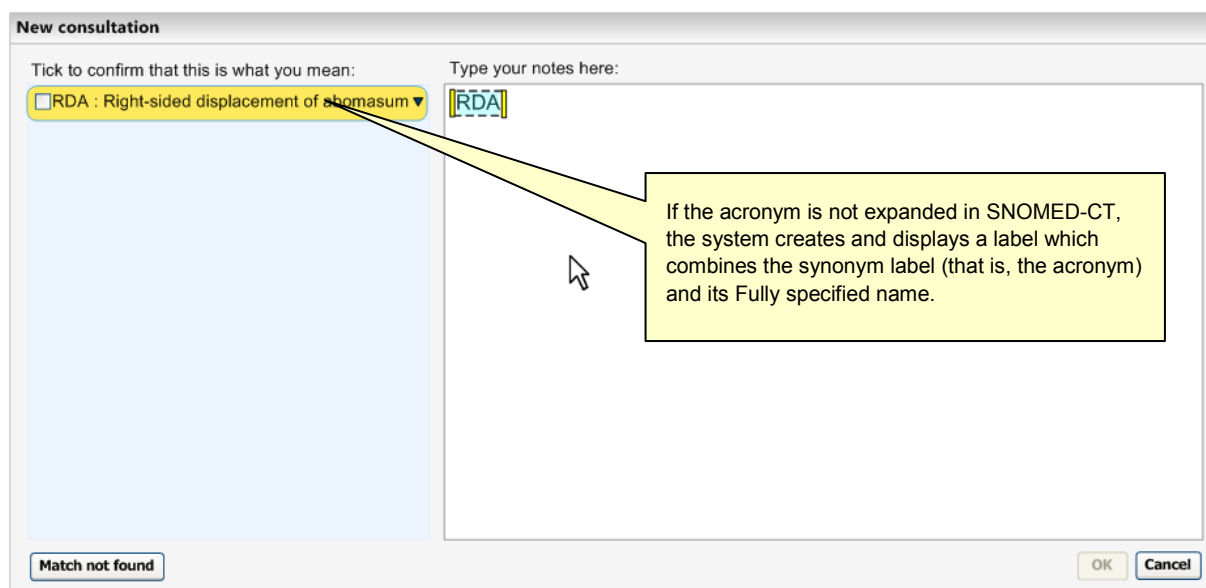 New consultation
Tick to confirm that this is what you mean:
Type your notes here:
RDA : Right-sided displacement of abomasum
RDA
If the acronym is not expanded in SNOMED-CT,
the system creates and displays a label which
combines the synonym label (that is, the acronym)
and its Fully specified name.
Match not found
OK
Cancel